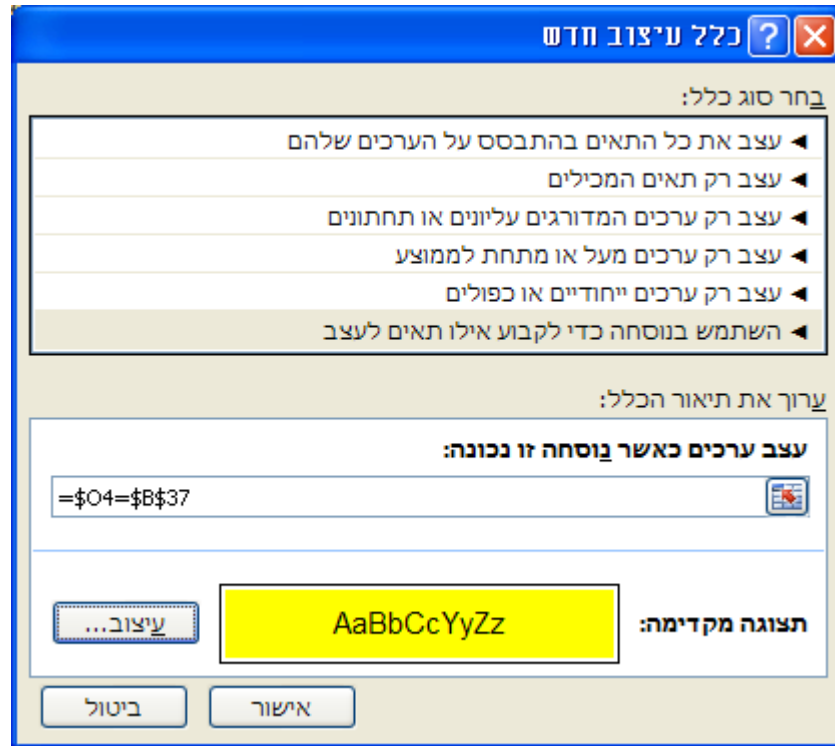 כלל עיצוב חדש
בחר סוג כלל:
◄ עצב את כל התאים בהתבסס על הערכים שלהם
◄ עצב רק תאים המכילים
◄ עצב רק ערכים המדורגים עליונים או תחתונים
◄ עצב רק ערכים מעל או מתחת לממוצע
◄ עצב רק ערכים ייחודיים או כפולים
◄ השתמש בנוסחה כדי לקבוע אילו תאים לעצב
ערוך את תיאור הכלל:
עצב ערכים כאשר נוסחה זו נכונה:
=$O4=$B$37
תצוגה מקדימה:
AaBbCcYyZz
עיצוב...
אישור
ביטול